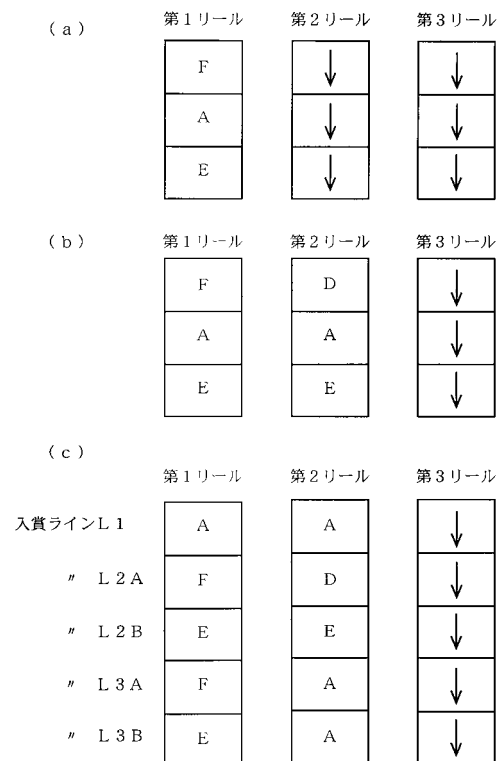 (a) 第1リール 第2リール 第3リール
F ↓ ↓
A ↓ ↓
E ↓ ↓
(b) 第1リール 第2リール 第3リール
F D ↓
A A ↓
E E ↓
(c)
第1リール 第2リール 第3リール
入賞ラインL1 A A ↓
〃 L2A F D ↓
〃 L2B E E ↓
〃 L3A F A ↓
〃 L3B E A ↓